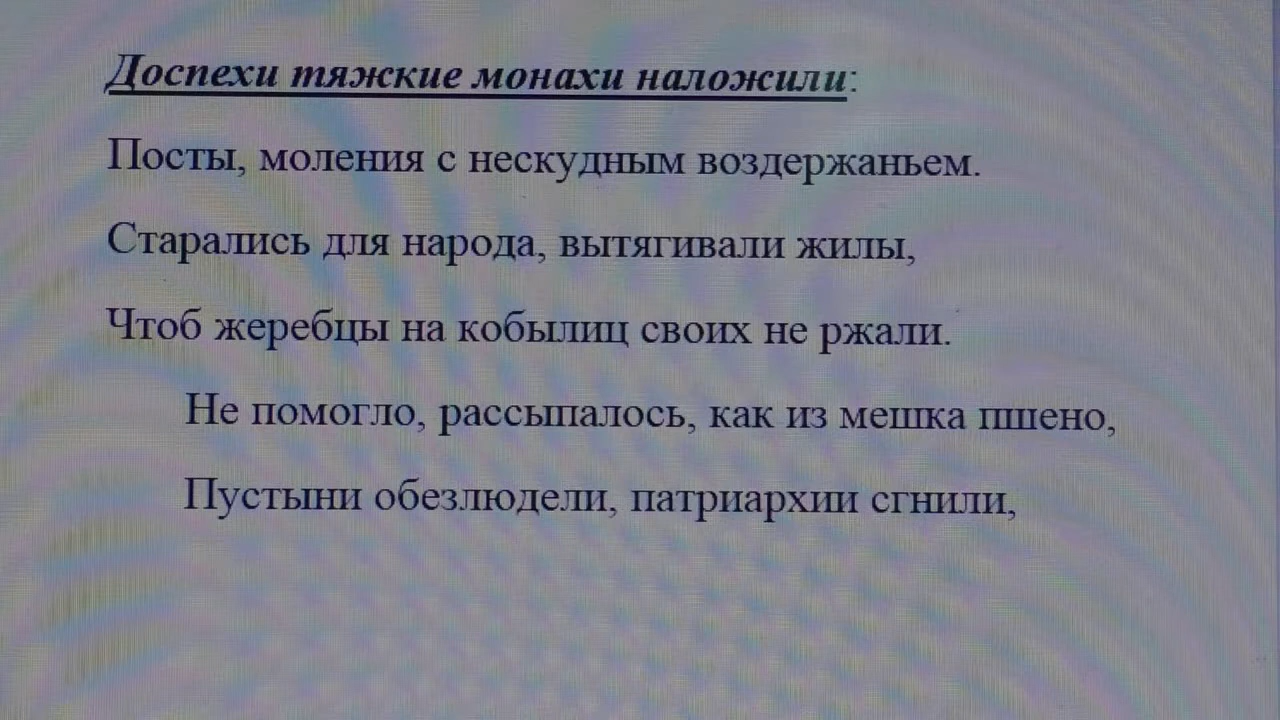 Доспехи тяжские монахи наложили:
Посты, моления с нескудным воздержаньем.
Старались для народа, вытягивали жилы,
Чтоб жеребцы на кобылиц своих не ржали.
Не помогло, рассыпалось, как из мешка пшено,
Пустыни обезлюдели, патриархии сгнили,